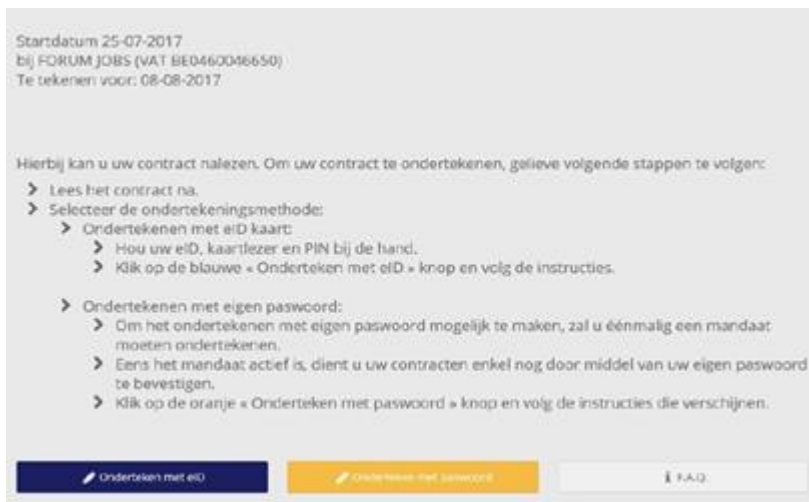 Startdatum 25-07-2017
bij FORUM JOBS (VAT BE0460046650)
Te tekenen voor: 08-08-2017
Hierbij kan u uw contract nalezen. Om uw contract te ondertekenen, gelieve volgende stappen te volgen:
Lees het contract na.
Selecteer de ondertekeningsmethode:
Ondertekenen met eID kaart:
Hou uw eID, kaartlezer en PIN bij de hand.
Klik op de blauwe « Onderteken met eID » knop en volg de instructies.
Ondertekenen met eigen paswoord:
Om het ondertekenen met eigen paswoord mogelijk te maken, zal u éénmalig een mandaat
moeten ondertekenen.
Eens het mandaat actief is, dient u uw contracten enkel nog door middel van uw eigen paswoord
te bevestigen.
Klik op de oranje « Onderteken met paswoord » knop en volg de instructies die verschijnen.
Onderteken met eID
Onderteken met paswoord
F.A.Q.